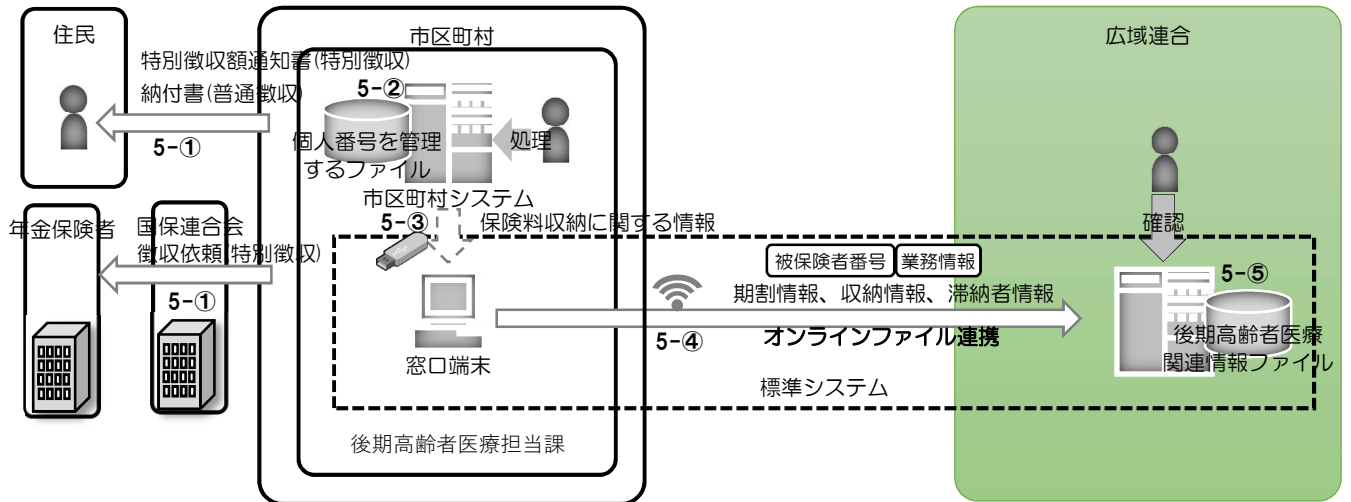 住民
市区町村
広域連合
特別徴収額通知書(特別徴収)
納付書(普通徴収)
5-①
5-②
個人番号を管理
するファイル
処理
市区町村システム
年金保険者
国保連合会
徴収依頼(特別徴収)
5-①
5-③
保険料収納に関する情報
確認
被保険者番号
業務情報
期割情報、収納情報、滞納者情報
5-④
オンラインファイル連携
5-⑤
後期高齢者医療
関連情報ファイル
窓口端末
標準システム
後期高齢者医療担当課